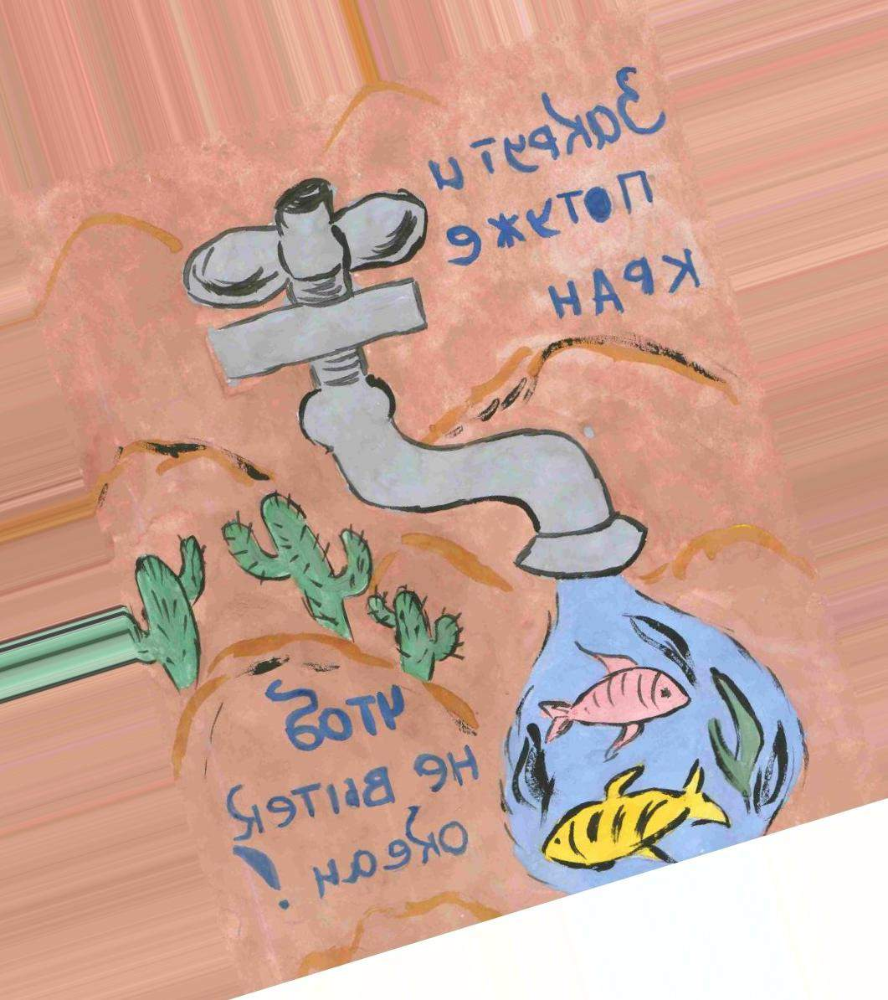 Закрути
потуже
кран
чтоб
не вытек
океан!